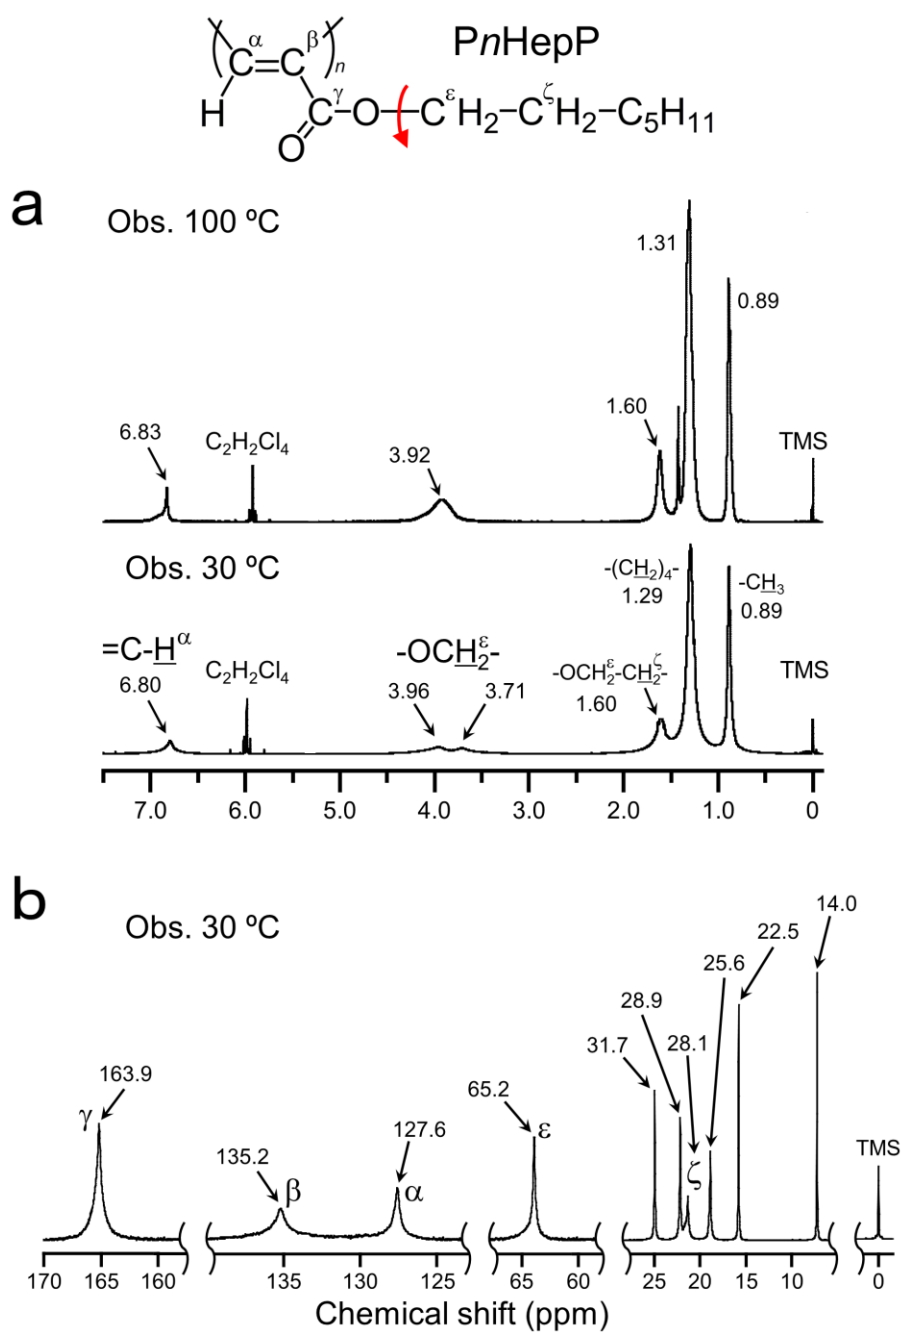 PnHepP
α β
( C=C )n
H Cγ-O-CεH2-CζH2-C5H11
O
a
Obs. 100 ºC
1.31
0.89
1.60
6.83
C2H2Cl4
3.92
TMS
Obs. 30 ºC
-(CH2)4-
1.29
-CH3
0.89
=C-Hα
6.80
C2H2Cl4
-OCH2ε-
3.96 3.71
-OCH2ε-CH2ζ-
1.60
TMS
7.0 6.0 5.0 4.0 3.0 2.0 1.0 0
b
Obs. 30 ºC
14.0
22.5
25.6
28.9
28.1
31.7
163.9
γ
65.2
ε
127.6
135.2
β
α
ζ
TMS
170 165 160 135 130 125 65 60 25 20 15 10 5 0
Chemical shift (ppm)